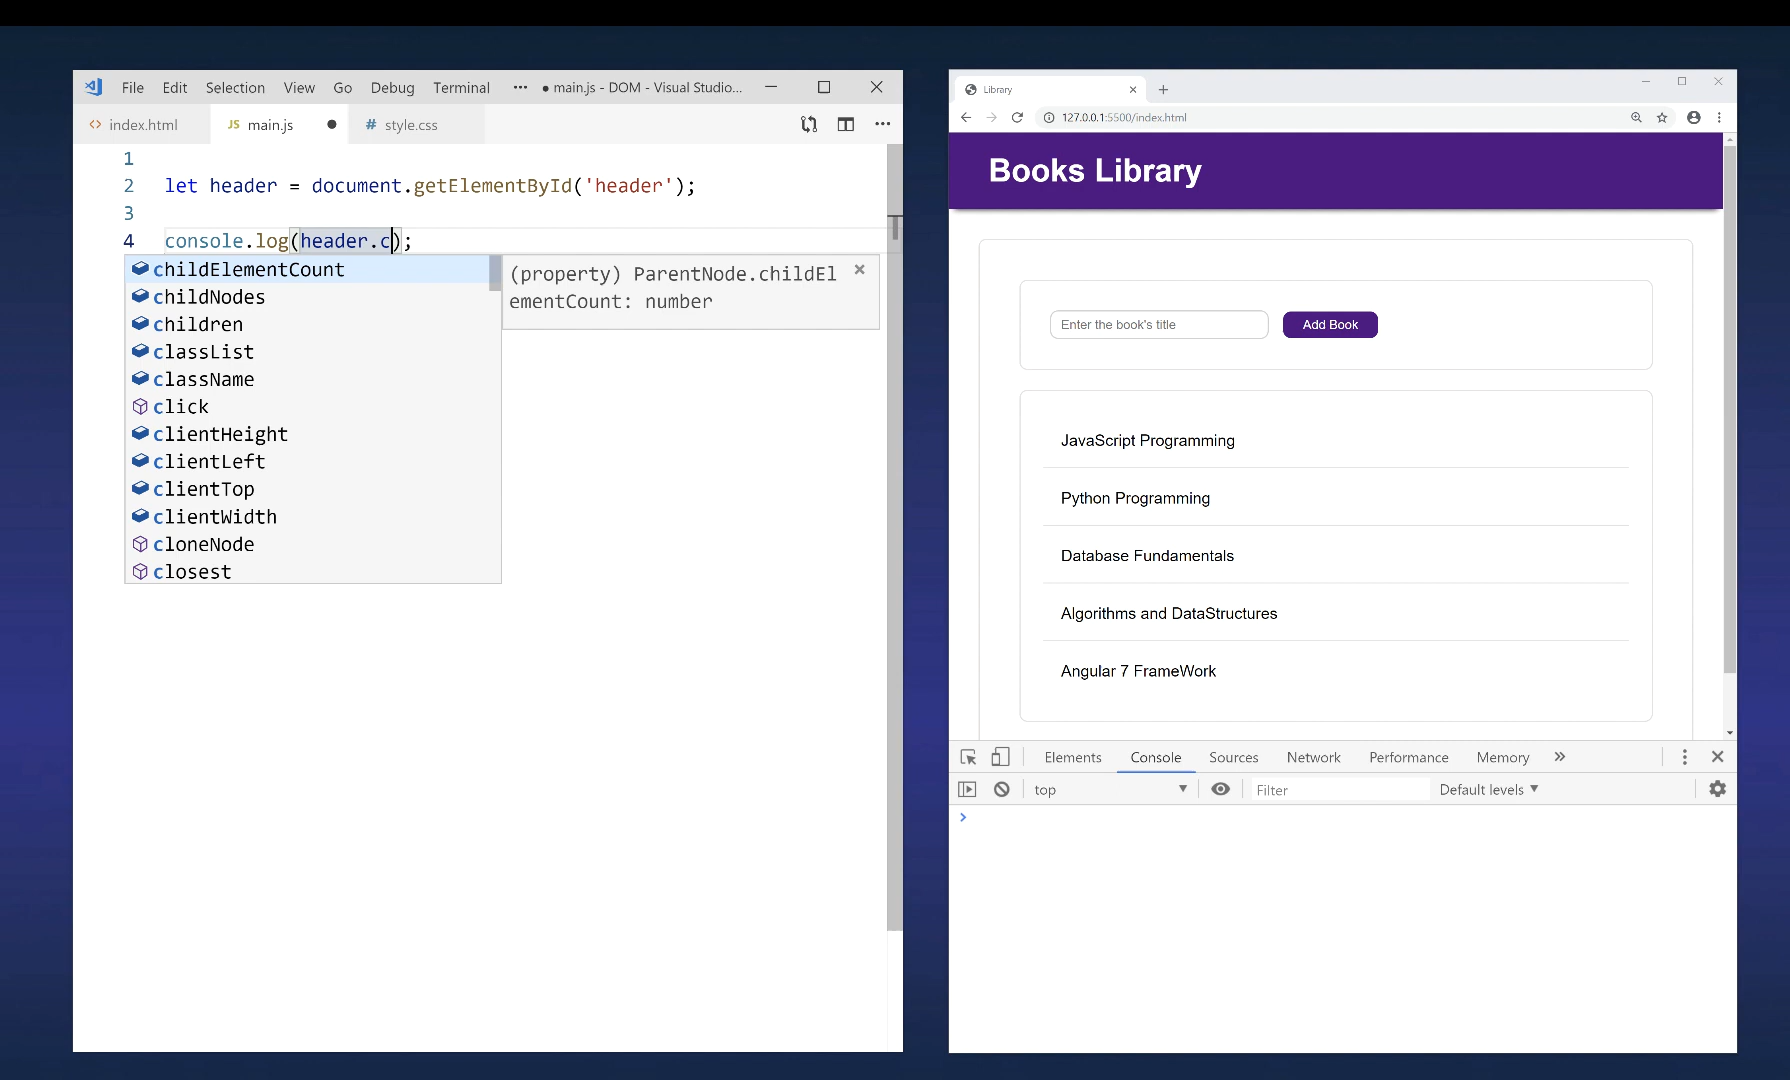 File Edit Selection View Go Debug Terminal ··· ● main.js - DOM - Visual Studio...
<> index.html JS main.js ● # style.css
1
2 let header = document.getElementById('header');
3
4 console.log(header.c);
childElementCount
childNodes
children
classList
className
click
clientHeight
clientLeft
clientTop
clientWidth
cloneNode
closest
(property) ParentNode.childEl
ementCount: number
Library
127.0.0.1:5500/index.html
Books Library
Enter the book's title Add Book
JavaScript Programming
Python Programming
Database Fundamentals
Algorithms and DataStructures
Angular 7 FrameWork
Elements Console Sources Network Performance Memory »
top Filter Default levels